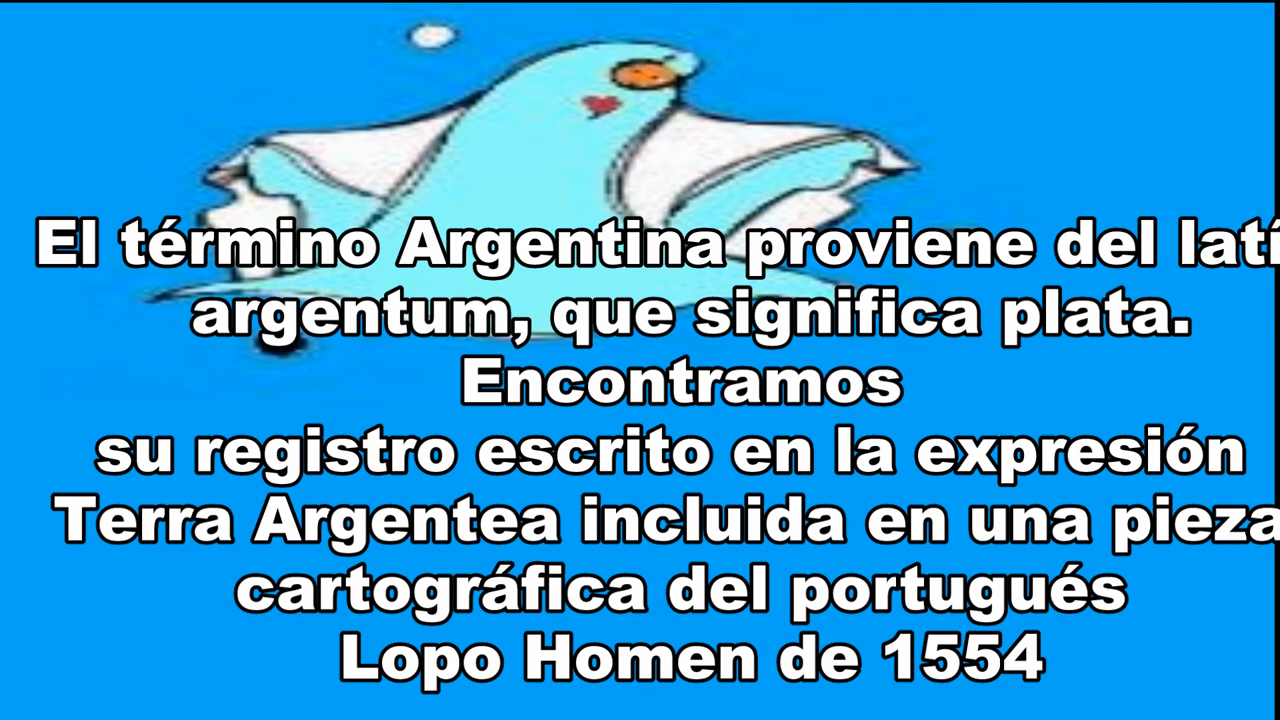 El término Argentina proviene del latí
argentum, que significa plata.
Encontramos
su registro escrito en la expresión
Terra Argentea incluida en una pieza
cartográfica del portugués
Lopo Homen de 1554